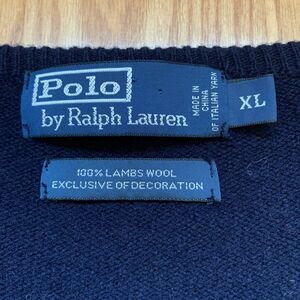 Polo
by Ralph Lauren
MADE IN
CHINA
OF ITALIAN YARN
XL
100% LAMBS WOOL
EXCLUSIVE OF DECORATION